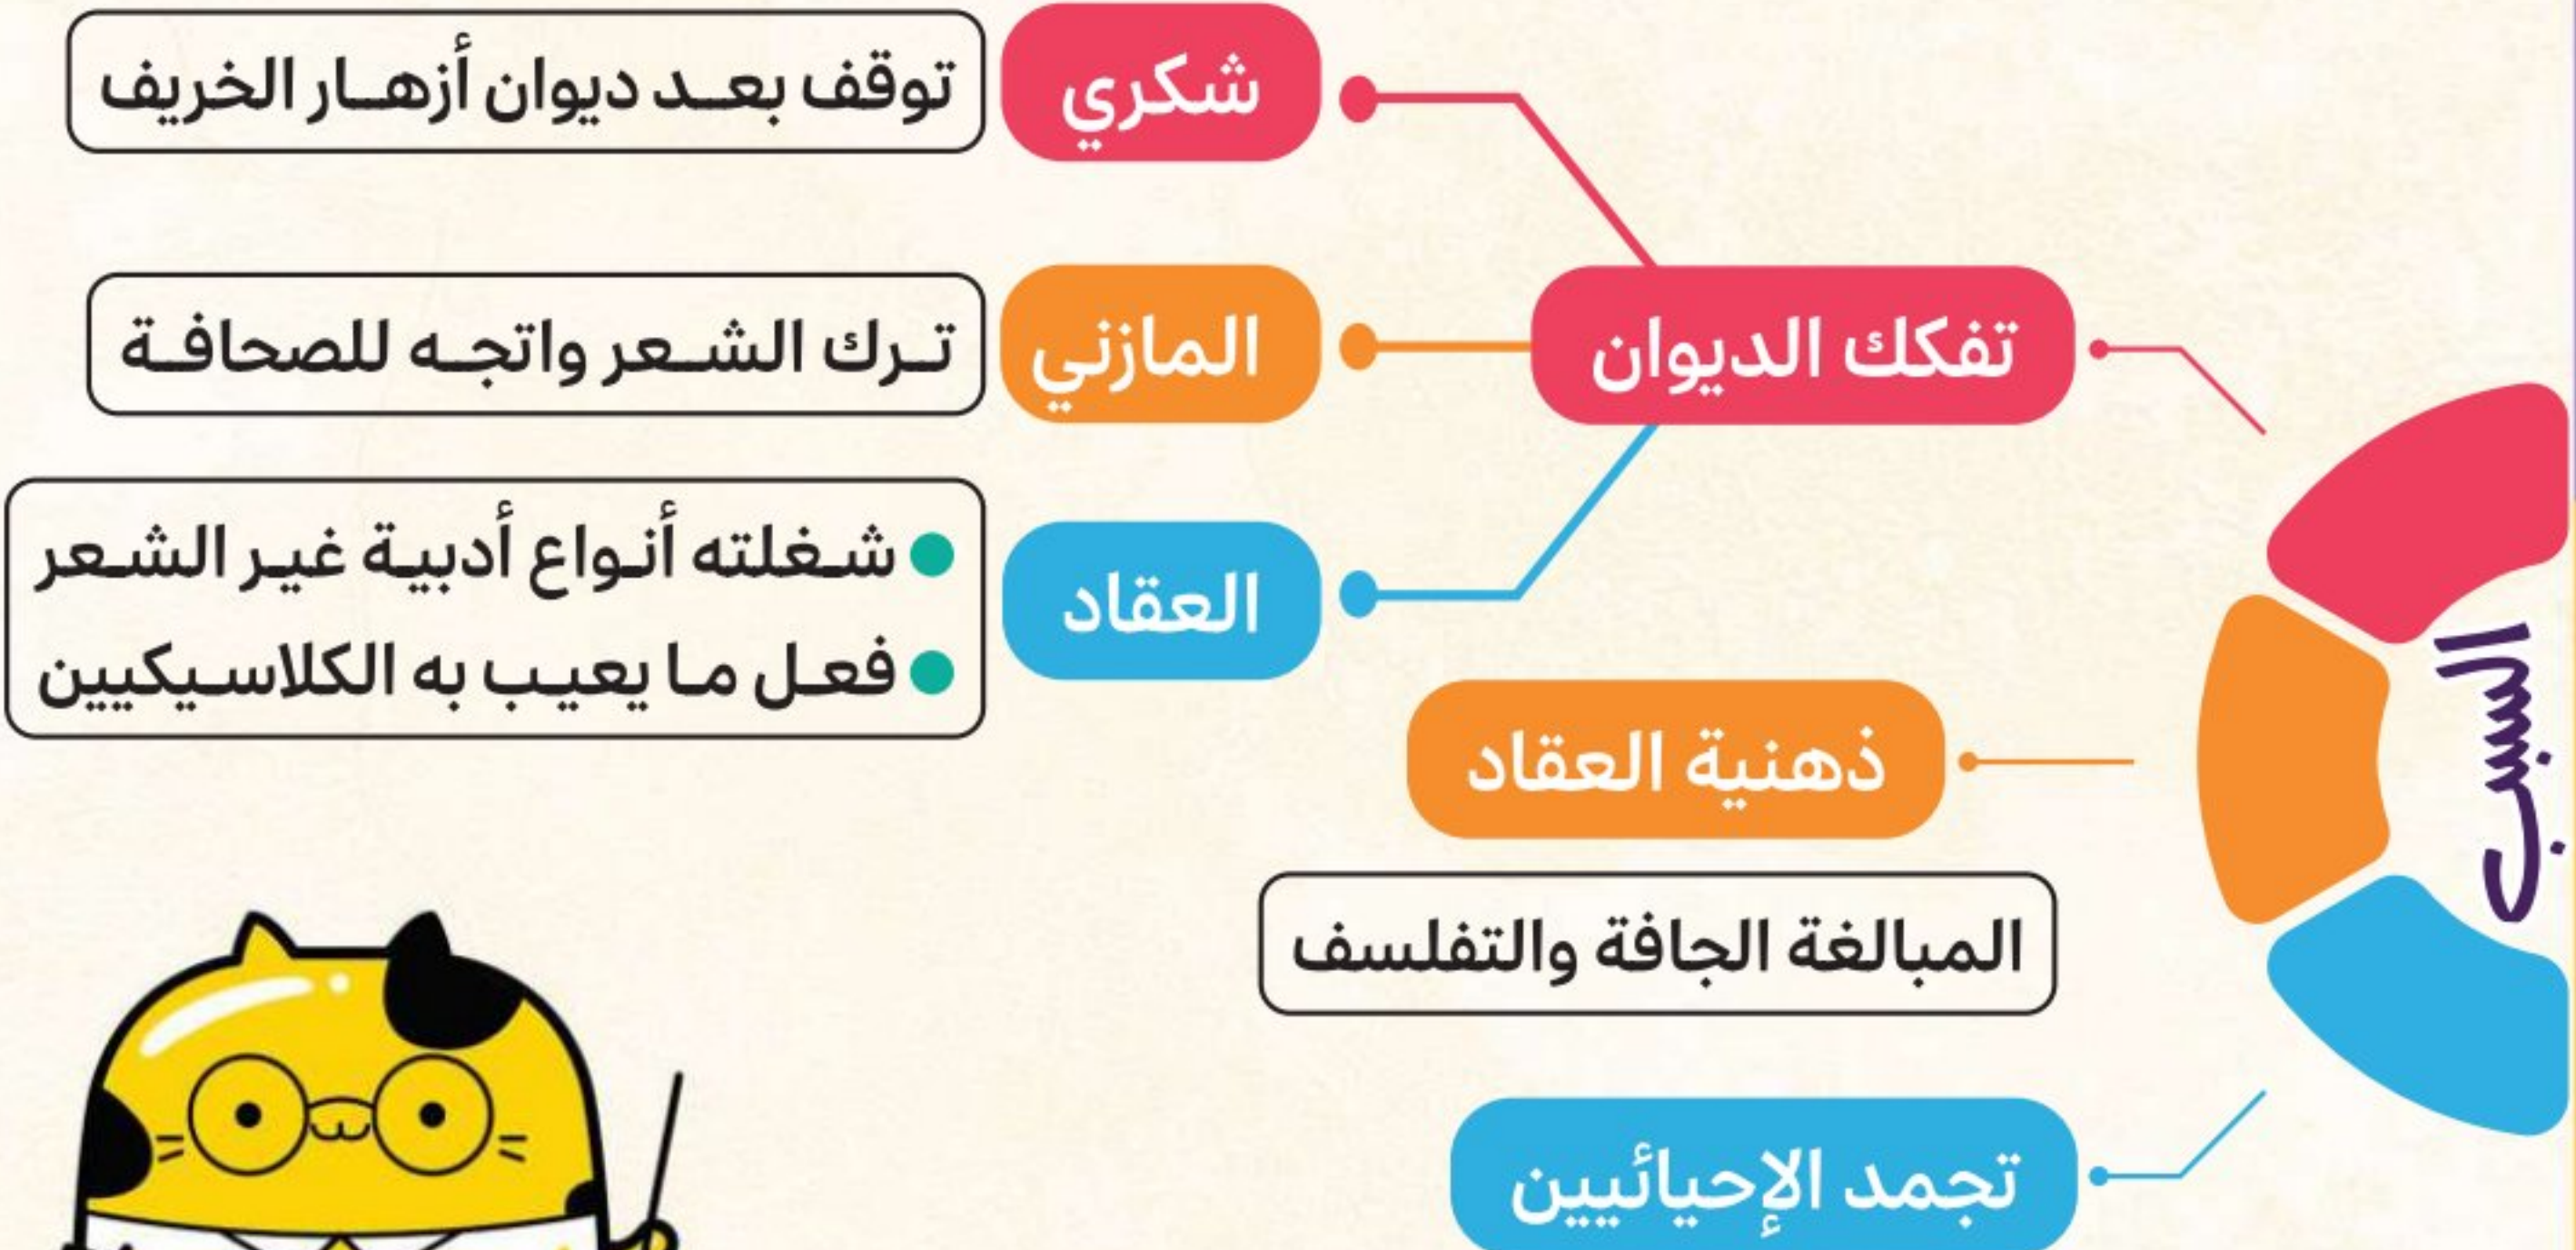 السبب
تفكك الديوان
شكري
توقف بعد ديوان أزهار الخريف
المازني
ترك الشعر واتجه للصحافة
العقاد
شغلته أنواع أدبية غير الشعر
فعل ما يعيب به الكلاسيكيين
ذهنية العقاد
المبالغة الجافة والتفلسف
تجمد الإحيائيين